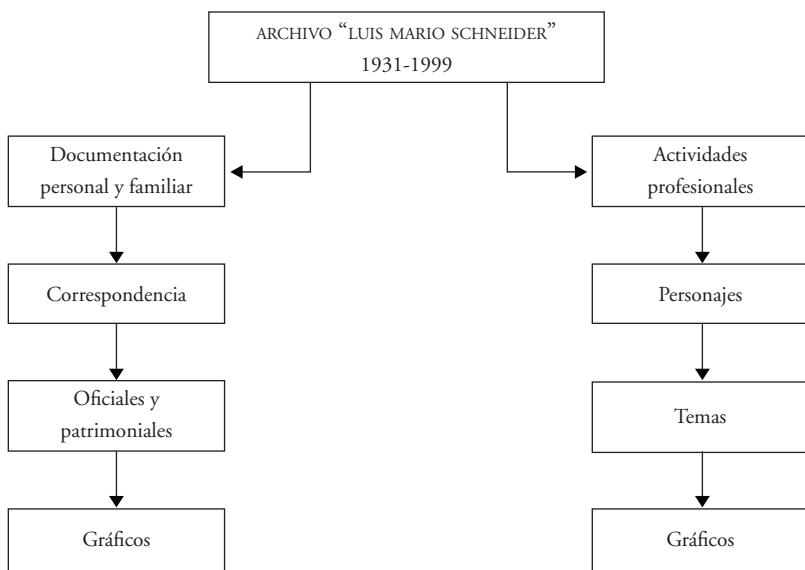 ARCHIVO “LUIS MARIO SCHNEIDER”
1931-1999
Documentación
personal y familiar
Correspondencia
Oficiales y
patrimoniales
Gráficos
Actividades
profesionales
Personajes
Temas
Gráficos